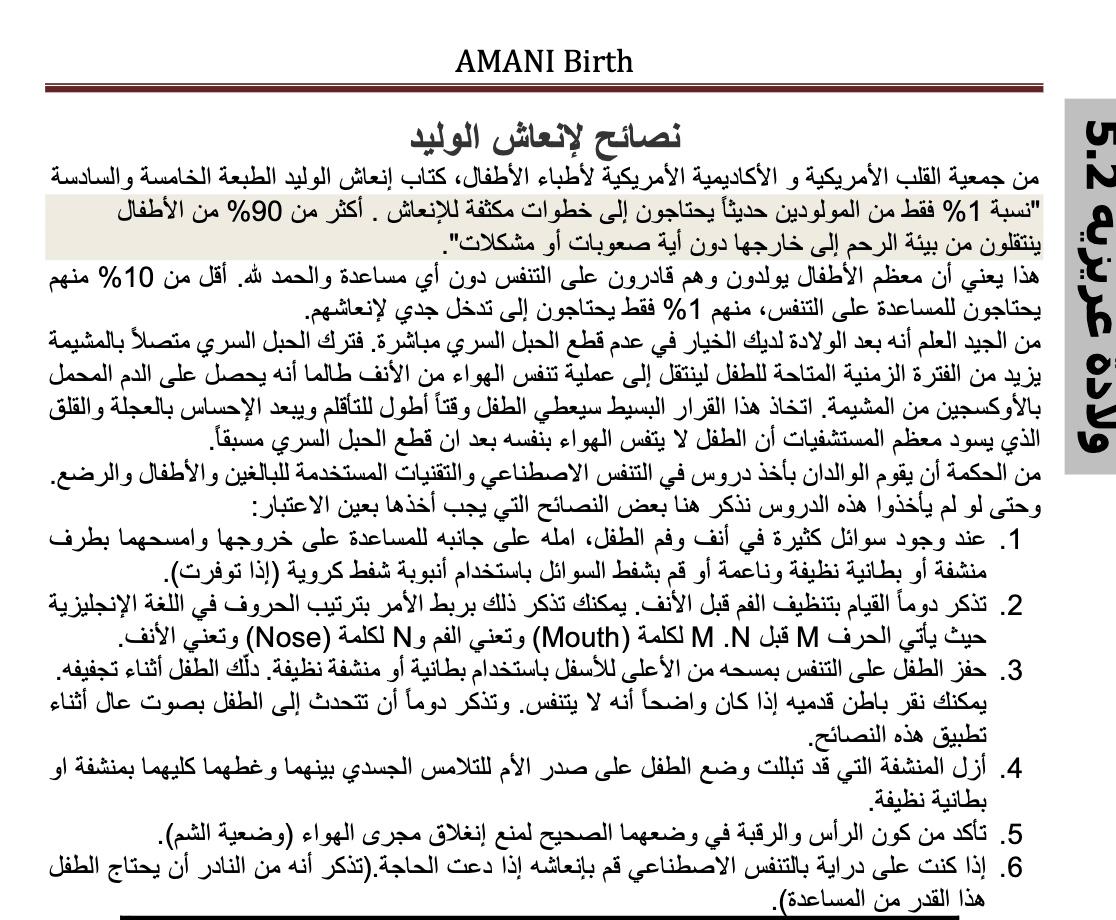 AMANI Birth
نصائح لإنعاش الوليد
من جمعية القلب الأمريكية و الأكاديمية الأمريكية لأطباء الأطفال، كتاب إنعاش الوليد الطبعة الخامسة والسادسة
"نسبة 1% فقط من المولودين حديثاً يحتاجون إلى خطوات مكثفة للإنعاش . أكثر من 90% من الأطفال
ينتقلون من بيئة الرحم إلى خارجها دون أية صعوبات أو مشكلات".
هذا يعني أن معظم الأطفال يولدون وهم قادرون على التنفس دون أي مساعدة والحمد لله. أقل من 10% منهم
يحتاجون للمساعدة على التنفس، منهم 1% فقط يحتاجون إلى تدخل جدي لإنعاشهم.
من الجيد العلم أنه بعد الولادة لديك الخيار في عدم قطع الحبل السري مباشرة. فترك الحبل السري متصلاً بالمشيمة
يزيد من الفترة الزمنية المتاحة للطفل لينتقل إلى عملية تنفس الهواء من الأنف طالما أنه يحصل على الدم المحمل
بالأوكسجين من المشيمة. اتخاذ هذا القرار البسيط سيعطي الطفل وقتاً أطول للتأقلم ويبعد الإحساس بالعجلة والقلق
الذي يسود معظم المستشفيات أن الطفل لا يتفس الهواء بنفسه بعد ان قطع الحبل السري مسبقاً.
من الحكمة أن يقوم الوالدان بأخذ دروس في التنفس الاصطناعي والتقنيات المستخدمة للبالغين والأطفال والرضع.
وحتى لو لم يأخذوا هذه الدروس نذكر هنا بعض النصائح التي يجب أخذها بعين الاعتبار:
1. عند وجود سوائل كثيرة في أنف وفم الطفل، امله على جانبه للمساعدة على خروجها وامسحهما بطرف
منشفة أو بطانية نظيفة وناعمة أو قم بشفط السوائل باستخدام أنبوبة شفط كروية (إذا توفرت).
2. تذكر دوماً القيام بتنظيف الفم قبل الأنف. يمكنك تذكر ذلك بربط الأمر بترتيب الحروف في اللغة الإنجليزية
حيث يأتي الحرف M قبل N. M لكلمة (Mouth) وتعني الفم وN لكلمة (Nose) وتعني الأنف.
3. حفز الطفل على التنفس بمسحه من الأعلى للأسفل باستخدام بطانية أو منشفة نظيفة. دلّك الطفل أثناء تجفيفه.
يمكنك نقر باطن قدميه إذا كان واضحاً أنه لا يتنفس. وتذكر دوماً أن تتحدث إلى الطفل بصوت عال أثناء
تطبيق هذه النصائح.
4. أزل المنشفة التي قد تبللت وضع الطفل على صدر الأم للتلامس الجسدي بينهما وغطهما كليهما بمنشفة او
بطانية نظيفة.
5. تأكد من كون الرأس والرقبة في وضعهما الصحيح لمنع إنغلاق مجرى الهواء (وضعية الشم).
6. إذا كنت على دراية بالتنفس الاصطناعي قم بإنعاشه إذا دعت الحاجة.(تذكر أنه من النادر أن يحتاج الطفل
هذا القدر من المساعدة).
5.2 ولادة غريزية